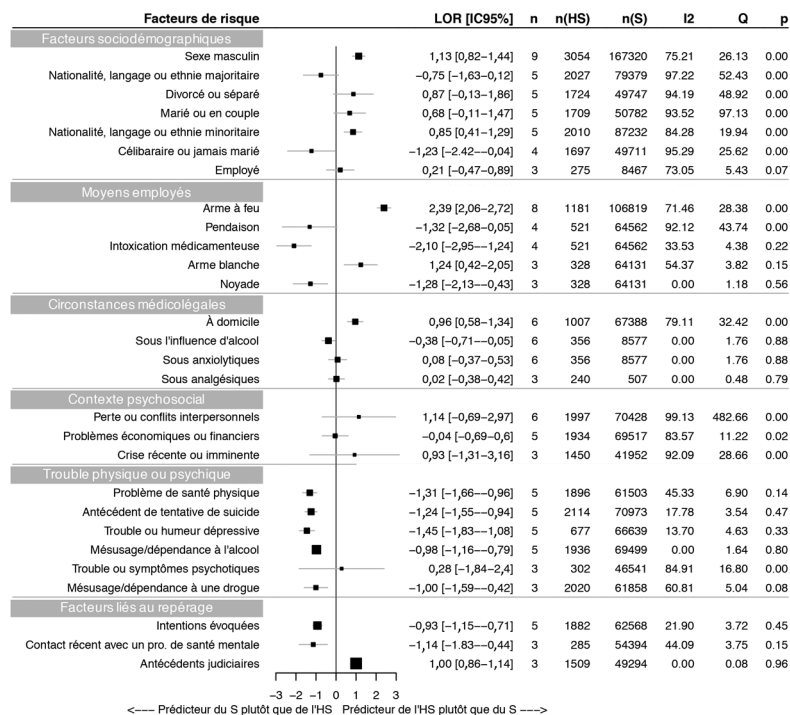 Facteurs de risque LOR [IC95%] n n(HS) n(S) I2 Q p
Facteurs sociodémographiques
Sexe masculin 1,13 [0,82−1,44] 9 3054 167320 75.21 26.13 0.00
Nationalité, langage ou ethnie majoritaire −0,75 [−1,63−0,12] 5 2027 79379 97.22 52.43 0.00
Divorcé ou séparé 0,87 [−0,13−1,86] 5 1724 49747 94.19 48.92 0.00
Marié ou en couple 0,68 [−0,11−1,47] 5 1709 50782 93.52 97.13 0.00
Nationalité, langage ou ethnie minoritaire 0,85 [0,41−1,29] 5 2010 87232 84.28 19.94 0.00
Célibaraire ou jamais marié −1,23 [−2.42−−0,04] 4 1697 49711 95.29 25.62 0.00
Employé 0,21 [−0,47−0,89] 3 275 8467 73.05 5.43 0.07
Moyens employés
Arme à feu 2,39 [2,06−2,72] 8 1181 106819 71.46 28.38 0.00
Pendaison −1,32 [−2,68−0,05] 4 521 64562 92.12 43.74 0.00
Intoxication médicamenteuse −2,10 [−2,95−−1,24] 4 521 64562 33.53 4.38 0.22
Arme blanche 1,24 [0,42−2,05] 3 328 64131 54.37 3.82 0.15
Noyade −1,28 [−2,13−−0,43] 3 328 64131 0.00 1.18 0.56
Circonstances médicolégales
À domicile 0,96 [0,58−1,34] 6 1007 67388 79.11 32.42 0.00
Sous l'influence d'alcool −0,38 [−0,71−−0,05] 6 356 8577 0.00 1.76 0.88
Sous anxiolytiques 0,08 [−0,37−0,53] 6 356 8577 0.00 1.76 0.88
Sous analgésiques 0,02 [−0,38−0,42] 3 240 507 0.00 0.48 0.79
Contexte psychosocial
Perte ou conflits interpersonnels 1,14 [−0,69−2,97] 6 1997 70428 99.13 482.66 0.00
Problèmes économiques ou financiers −0,04 [−0,69−0,6] 5 1934 69517 83.57 11.22 0.02
Crise récente ou imminente 0,93 [−1,31−3,16] 3 1450 41952 92.09 28.66 0.00
Trouble physique ou psychique
Problème de santé physique −1,31 [−1,66−−0,96] 5 1896 61503 45.33 6.90 0.14
Antécédent de tentative de suicide −1,24 [−1,55−−0,94] 5 2114 70973 17.78 3.54 0.47
Trouble ou humeur dépressive −1,45 [−1,83−−1,08] 5 677 66639 13.70 4.63 0.33
Mésusage/dépendance à l'alcool −0,98 [−1,16−−0,79] 5 1936 69499 0.00 1.64 0.80
Trouble ou symptômes psychotiques 0,28 [−1,84−−2,4] 3 302 46541 84.91 16.80 0.00
Mésusage/dépendance à une drogue −1,00 [−1,59−−0,42] 3 2020 61858 60.81 5.04 0.08
Facteurs liés au repérage
Intentions évoquées −0,93 [−1,15−−0,71] 5 1882 62568 21.90 3.72 0.45
Contact récent avec un pro. de santé mentale −1,14 [−1.83−−0,44] 3 285 54394 44.09 3.75 0.15
Antécédents judiciaires 1,00 [0,86−1,14] 3 1509 49294 0.00 0.08 0.96
−3 −2 −1 0 1 2 3
<−−− Prédicteur du S plutôt que de l'HS Prédicteur de l'HS plutôt que du S −−−>